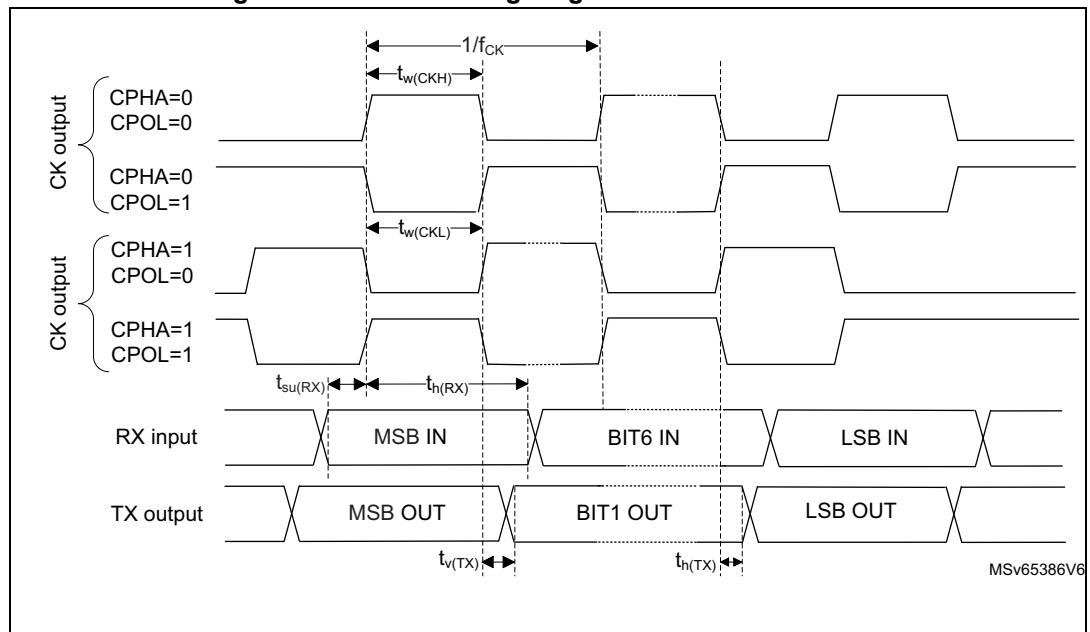 1/fCK
tw(CKH)
CK output
CPHA=0
CPOL=0
CPHA=0
CPOL=1
tw(CKL)
CK output
CPHA=1
CPOL=0
CPHA=1
CPOL=1
tsu(RX)
th(RX)
RX input
MSB IN
BIT6 IN
LSB IN
TX output
MSB OUT
BIT1 OUT
LSB OUT
tv(TX)
th(TX)
MSv65386V6